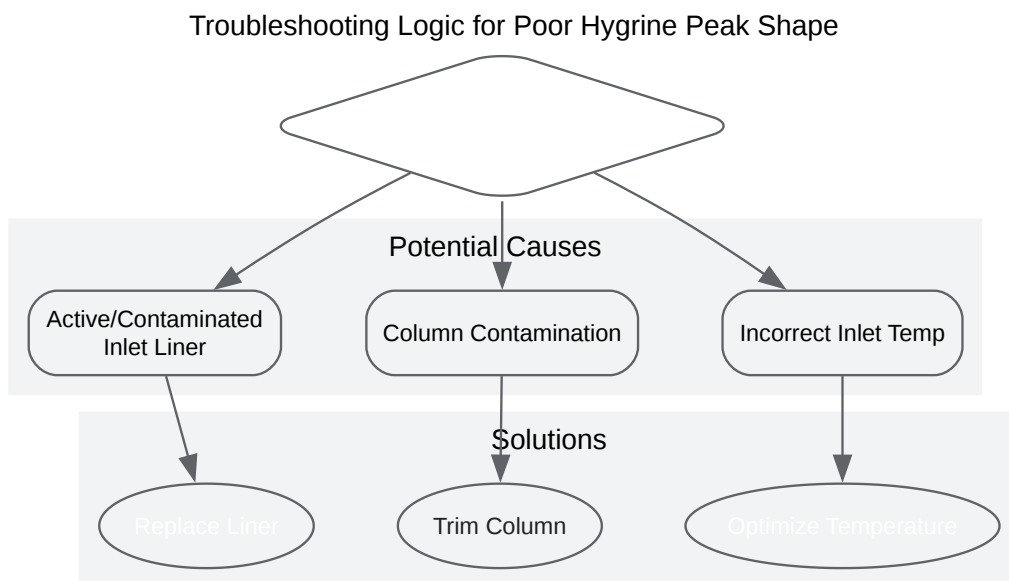 Troubleshooting Logic for Poor Hygrine Peak Shape
Potential Causes
Active/Contaminated
Inlet Liner
Column Contamination
Incorrect Inlet Temp
Solutions
Replace Liner
Trim Column
Optimize Temperature